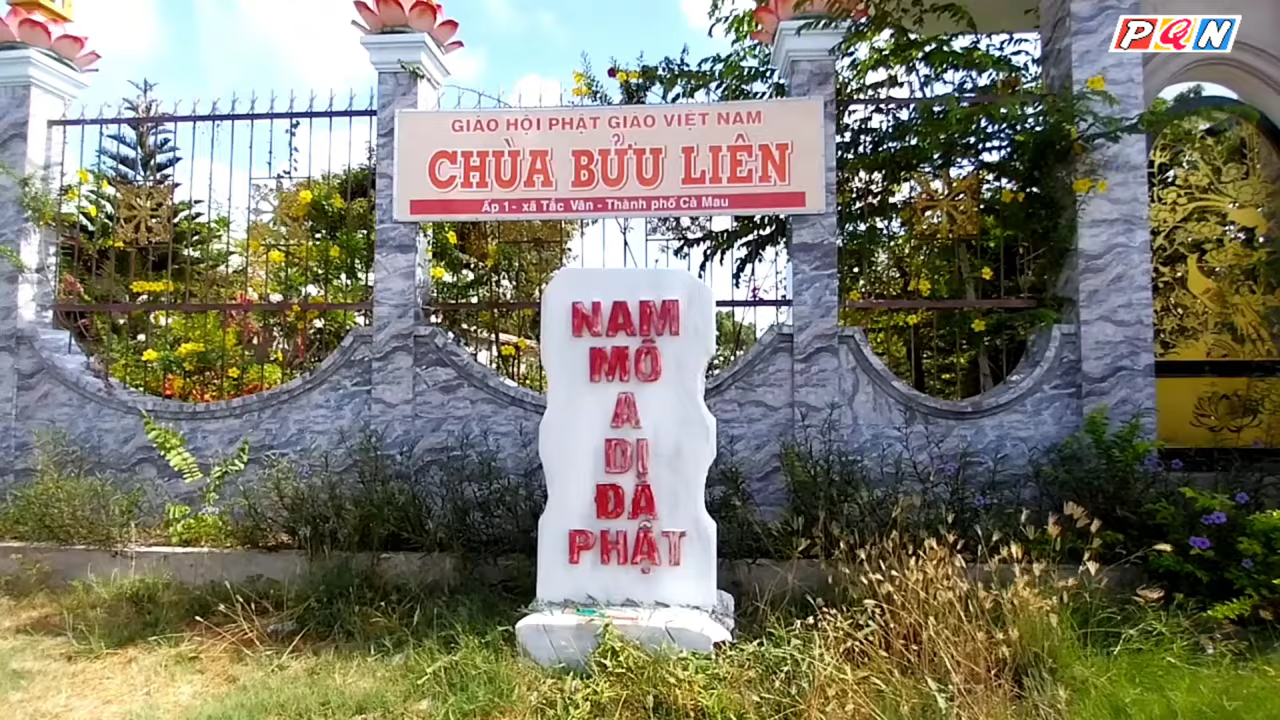 PQN
GIÁO HỘI PHẬT GIÁO VIỆT NAM
CHÙA BỬU LIÊN
Ấp 1 - xã Tắc Vân - Thành phố Cà Mau
NAM
MÔ
A
DI
ĐÀ
PHẬT